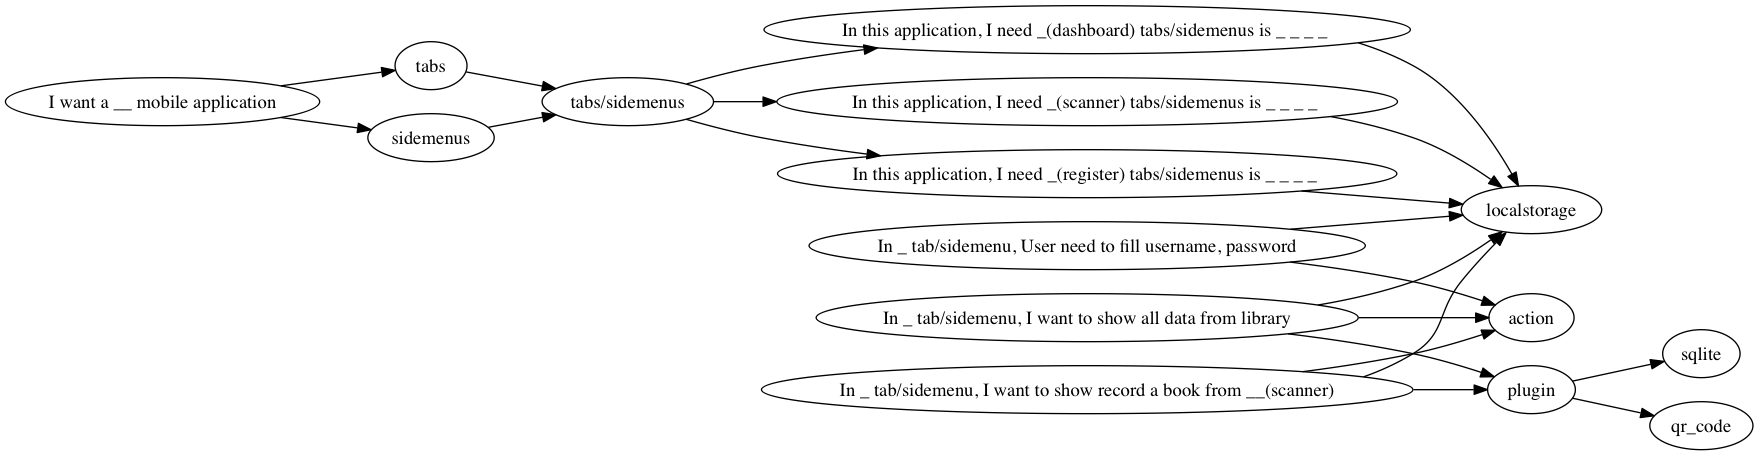 I want a __ mobile application
tabs
sidemenus
tabs/sidemenus
In this application, I need _(dashboard) tabs/sidemenus is _ _ _ _
In this application, I need _(scanner) tabs/sidemenus is _ _ _ _
In this application, I need _(register) tabs/sidemenus is _ _ _ _
In _ tab/sidemenu, User need to fill username, password
In _ tab/sidemenu, I want to show all data from library
In _ tab/sidemenu, I want to show record a book from __(scanner)
localstorage
action
plugin
sqlite
qr_code